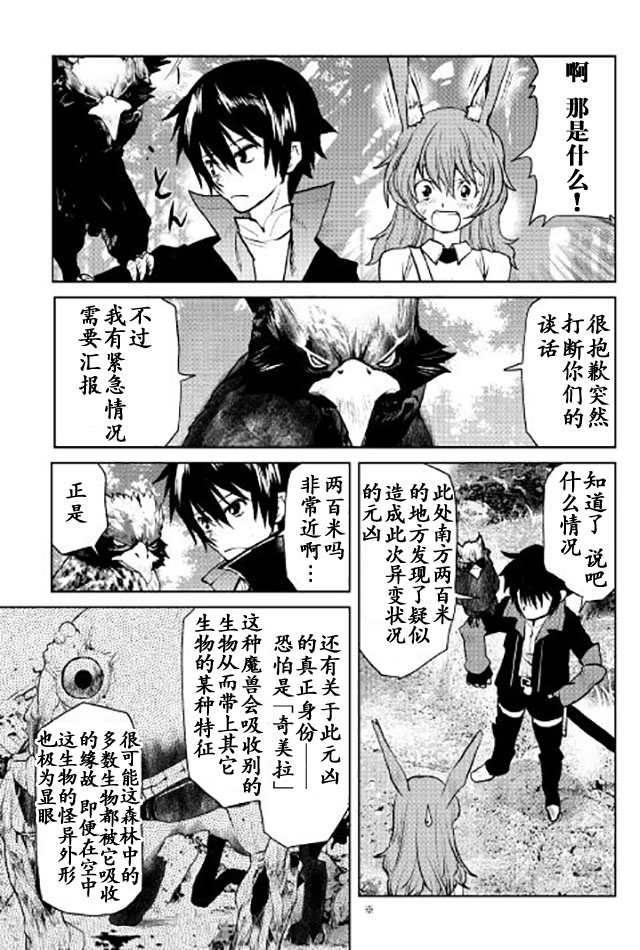 啊 那是什么！
とん
很抱歉突然
打断你们的
谈话
不过
我有紧急情况
需要汇报
知道了 说吧
什么情况
此处南方两百米
的地方发现了疑似
造成此次异变状况
的元凶
两百米吗
非常近啊…
正是
还有关于此元凶
的真正身份——
恐怕是「奇美拉」
这种魔兽会吸收别的
生物从而带上其它
生物的某种特征
很可能这森林中的
多数生物都被它吸收
的缘故 即便在空中
这生物的怪异外形
也极为显眼
※